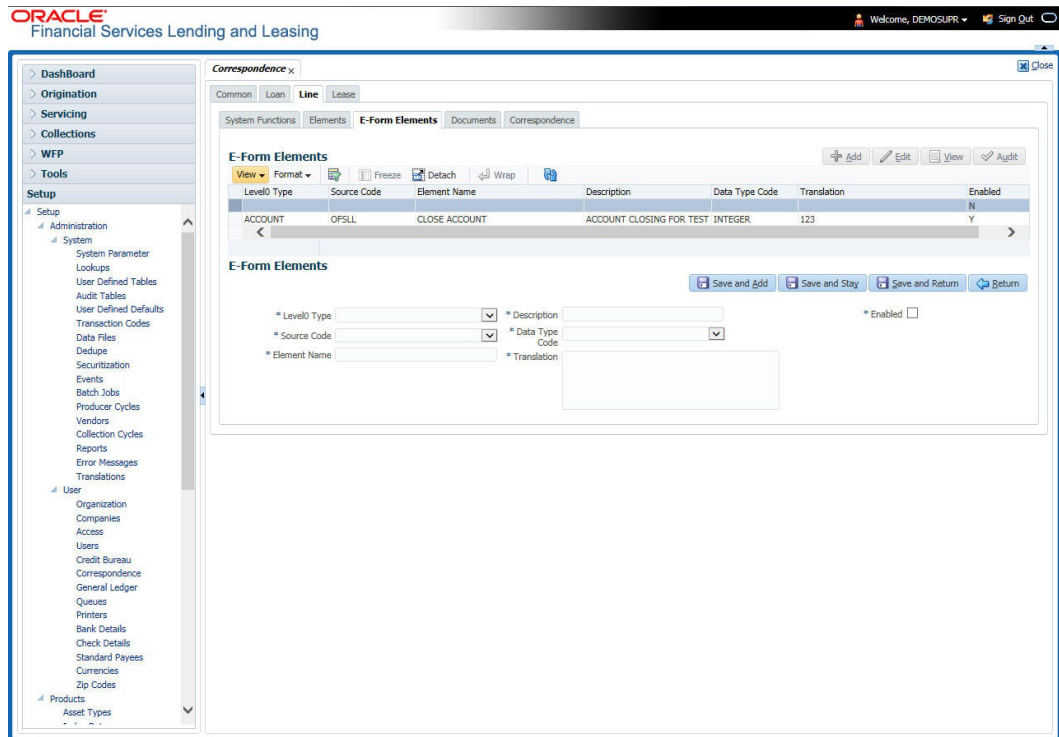 ORACLE®
Financial Services Lending and Leasing
Welcome, DEMOSUPR
Sign Out
DashBoard
Origination
Servicing
Collections
WFP
Tools
Setup
Setup
Administration
System
System Parameter
Lookups
User Defined Tables
Audit Tables
User Defined Defaults
Transaction Codes
Data Files
Dedupe
Securitization
Events
Batch Jobs
Producer Cycles
Vendors
Collection Cycles
Reports
Error Messages
Translations
User
Organization
Companies
Access
Users
Credit Bureau
Correspondence
General Ledger
Queues
Printers
Bank Details
Check Details
Standard Payees
Currencies
Zip Codes
Products
Asset Types
Correspondence x
Close
Common Loan Line Lease
System Functions Elements E-Form Elements Documents Correspondence
E-Form Elements
Add Edit View Audit
View Format Freeze Detach Wrap
Level0 Type Source Code Element Name Description Data Type Code Translation Enabled
N
ACCOUNT OFSLL CLOSE ACCOUNT ACCOUNT CLOSING FOR TEST INTEGER 123 Y
E-Form Elements
Save and Add Save and Stay Save and Return Return
* Level0 Type
* Source Code
* Element Name
* Description
* Data Type Code
* Translation
* Enabled